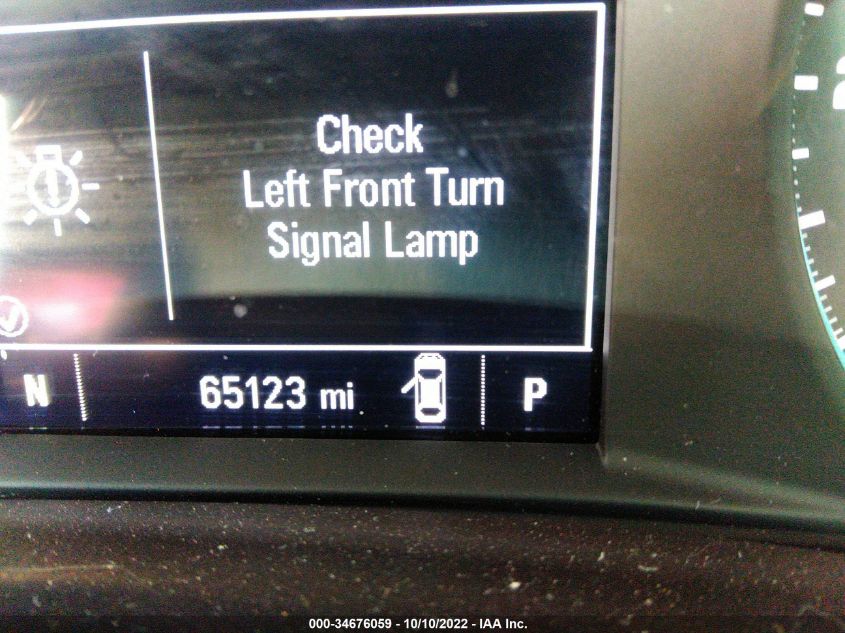 Check
Left Front Turn
Signal Lamp
N 65123 mi P
000-34676059 - 10/10/2022 - IAA Inc.